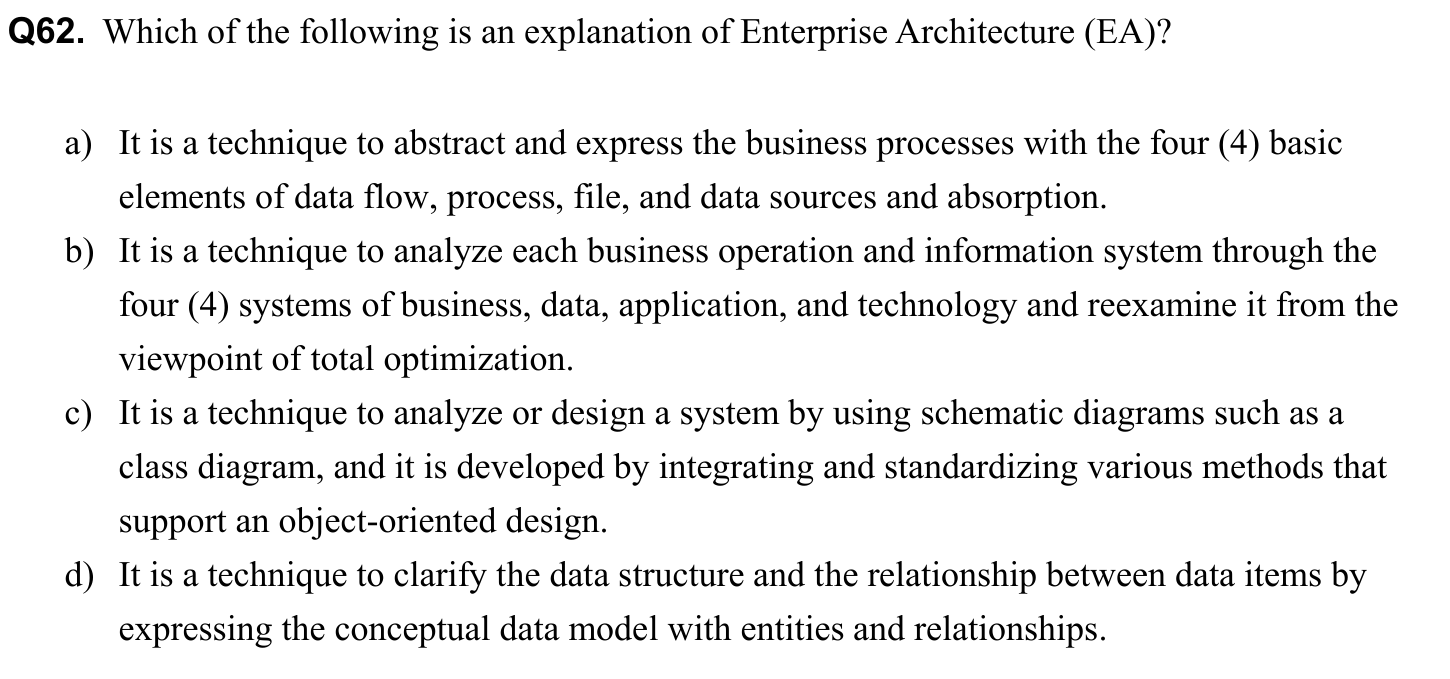 Q62. Which of the following is an explanation of Enterprise Architecture (EA)?
a) It is a technique to abstract and express the business processes with the four (4) basic
elements of data flow, process, file, and data sources and absorption.
b) It is a technique to analyze each business operation and information system through the
four (4) systems of business, data, application, and technology and reexamine it from the
viewpoint of total optimization.
c) It is a technique to analyze or design a system by using schematic diagrams such as a
class diagram, and it is developed by integrating and standardizing various methods that
support an object-oriented design.
d) It is a technique to clarify the data structure and the relationship between data items by
expressing the conceptual data model with entities and relationships.